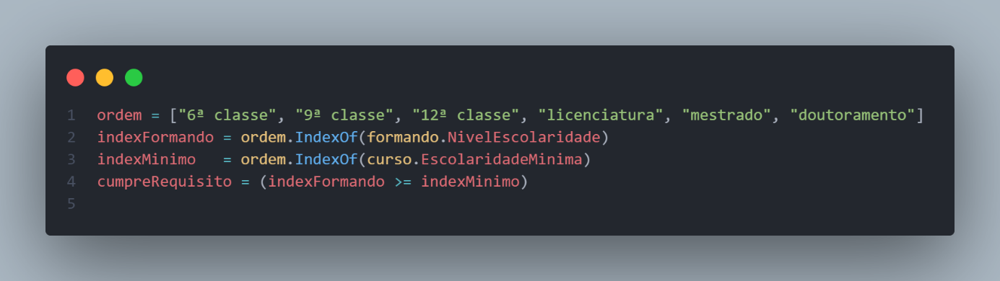 1 ordem = ["6ª classe", "9ª classe", "12ª classe", "licenciatura", "mestrado", "doutoramento"]
2 indexFormando = ordem.IndexOf(formando.NivelEscolaridade)
3 indexMinimo   = ordem.IndexOf(curso.EscolaridadeMinima)
4 cumpreRequisito = (indexFormando >= indexMinimo)
5